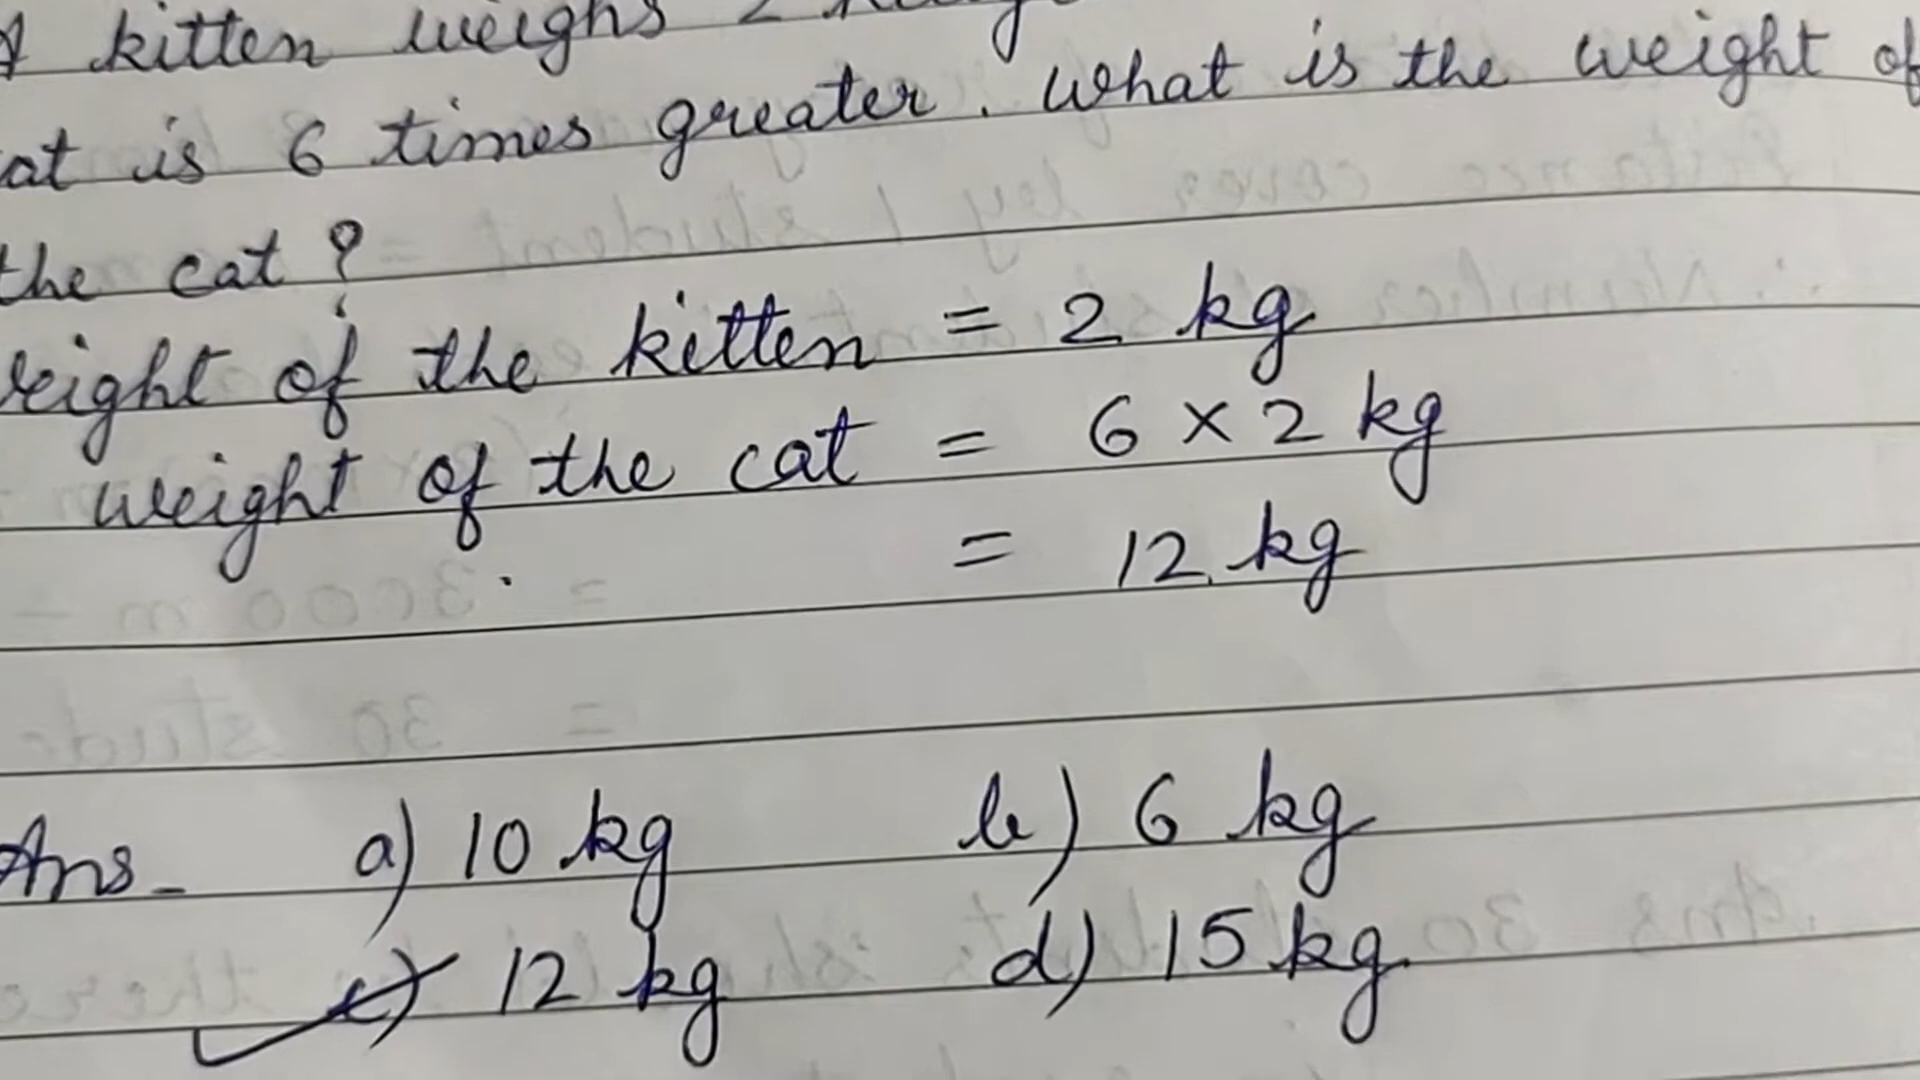 kitten weighs 2
at is 6 times greater. What is the weight of
the cat?
eight of the kitten = 2 kg
weight of the cat = 6 × 2 kg
= 12 kg
Ans- a) 10 kg b) 6 kg
c) 12 kg d) 15 kg